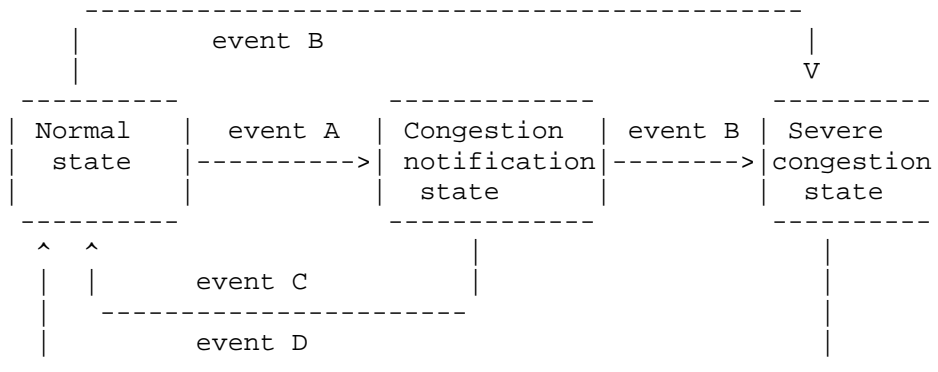 event B
V
Normal event A Congestion event B Severe
state notification congestion
state state
event C
event D